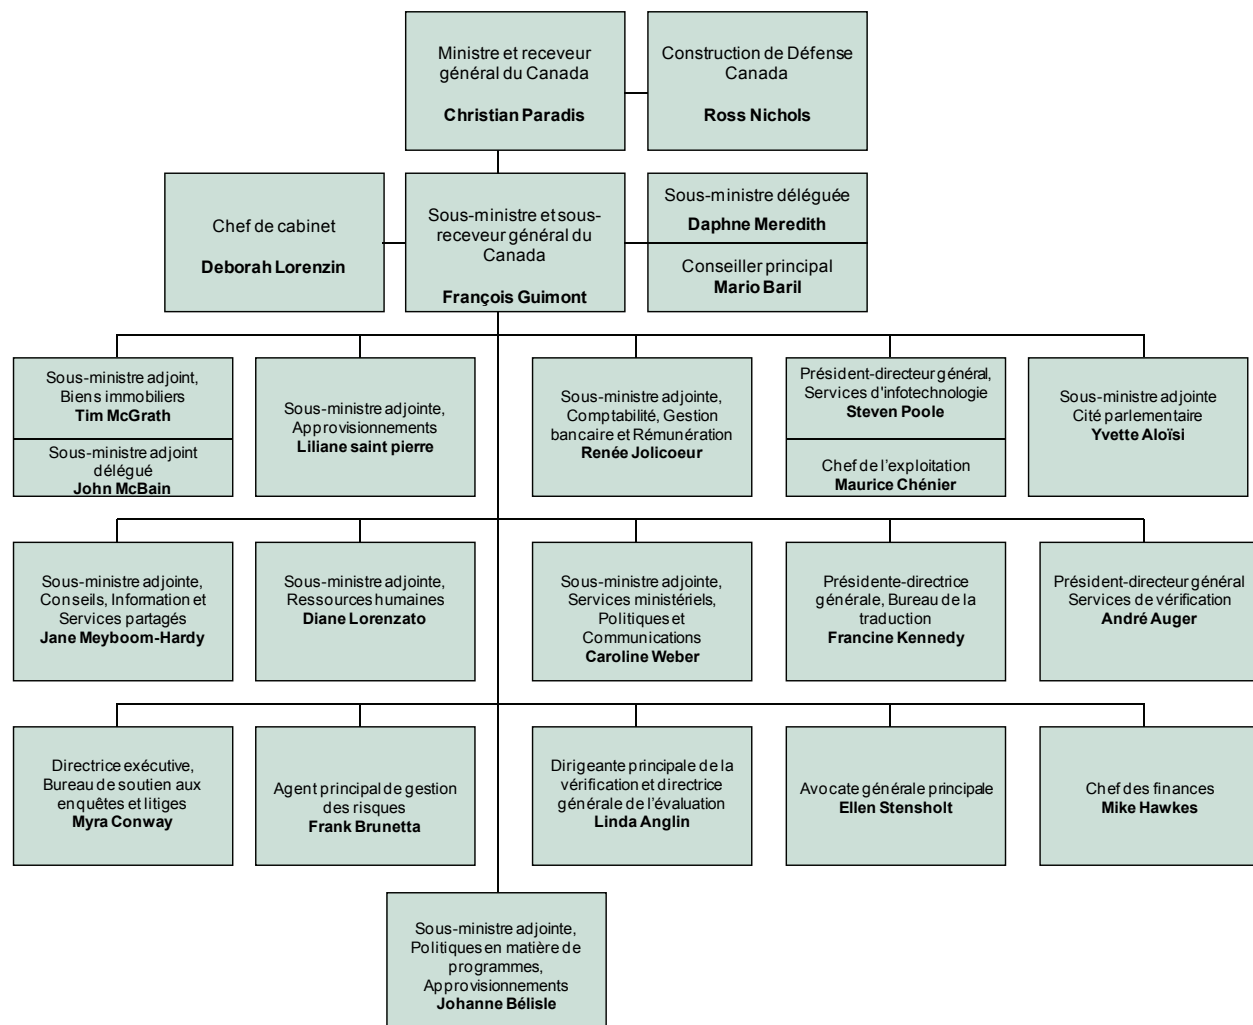 Ministre et receveur
général du Canada
Christian Paradis
Construction de Défense
Canada
Ross Nichols
Chef de cabinet
Deborah Lorenzin
Sous-ministre et sous-
receveur général du
Canada
François Guimont
Sous-ministre déléguée
Daphne Meredith
Conseiller principal
Mario Baril
Sous-ministre adjoint,
Biens immobiliers
Tim McGrath
Sous-ministre adjoint
délégué
John McBain
Sous-ministre adjointe,
Approvisionnements
Liliane saint pierre
Sous-ministre adjointe,
Comptabilité, Gestion
bancaire et Rémunération
Renée Jolicoeur
Président-directeur général,
Services d'infotechnologie
Steven Poole
Chef de l’exploitation
Maurice Chénier
Sous-ministre adjointe
Cité parlementaire
Yvette Aloïsi
Sous-ministre adjointe,
Conseils, Information et
Services partagés
Jane Meyboom-Hardy
Sous-ministre adjointe,
Ressources humaines
Diane Lorenzato
Sous-ministre adjointe,
Services ministériels,
Politiques et
Communications
Caroline Weber
Présidente-directrice
générale, Bureau de la
traduction
Francine Kennedy
Président-directeur général
Services de vérification
André Auger
Directrice exécutive,
Bureau de soutien aux
enquêtes et litiges
Myra Conway
Agent principal de gestion
des risques
Frank Brunetta
Dirigeante principale de la
vérification et directrice
générale de l’évaluation
Linda Anglin
Avocate générale principale
Ellen Stensholt
Chef des finances
Mike Hawkes
Sous-ministre adjointe,
Politiques en matière de
programmes,
Approvisionnements
Johanne Bélisle